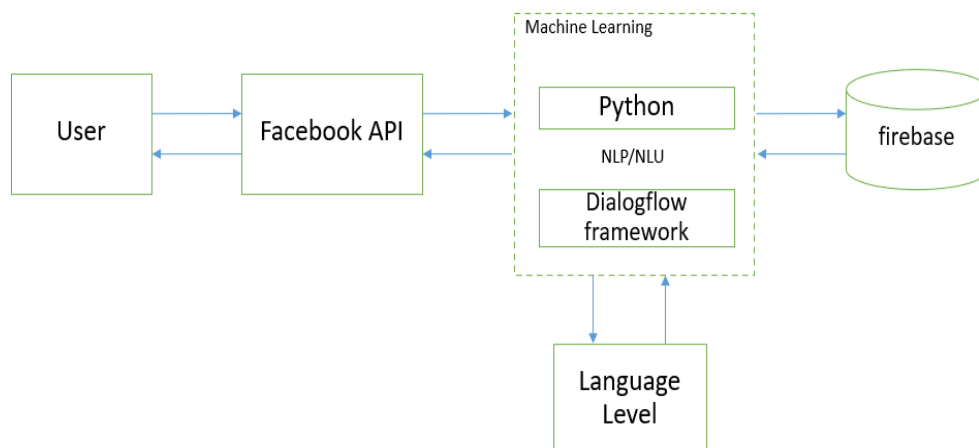 Machine Learning
User
Facebook API
Python
NLP/NLU
Dialogflow
framework
firebase
Language
Level